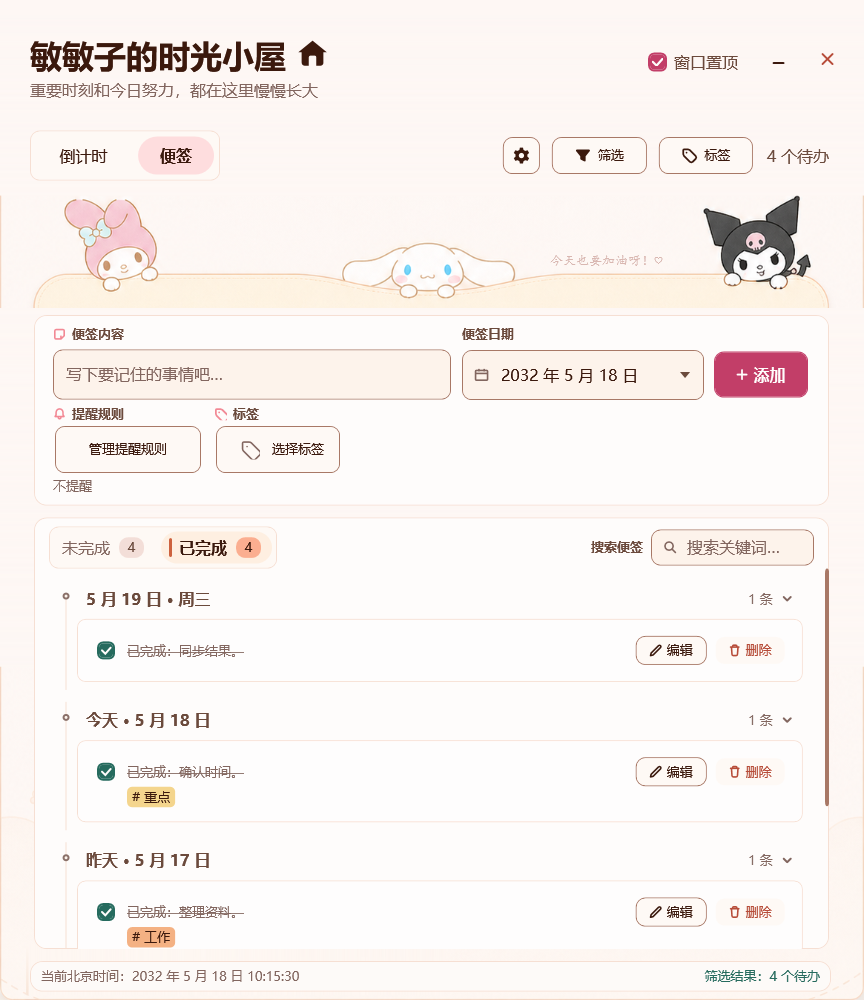 敏敏子的时光小屋
重要时刻和今日努力，都在这里慢慢长大
窗口置顶
倒计时 便签
筛选 标签 4 个待办
今天也要加油呀！♡
便签内容 便签日期
写下要记住的事情吧... 2032 年 5 月 18 日 + 添加
提醒规则 标签
管理提醒规则 选择标签
不提醒
未完成 4 已完成 4 搜索便签 搜索关键词...
5 月 19 日 • 周三 1 条
已完成：同步结果。 编辑 删除
今天 • 5 月 18 日 1 条
已完成：确认时间。 编辑 删除
# 重点
昨天 • 5 月 17 日 1 条
已完成：整理资料。 编辑 删除
# 工作
当前北京时间：2032 年 5 月 18 日 10:15:30 筛选结果：4 个待办